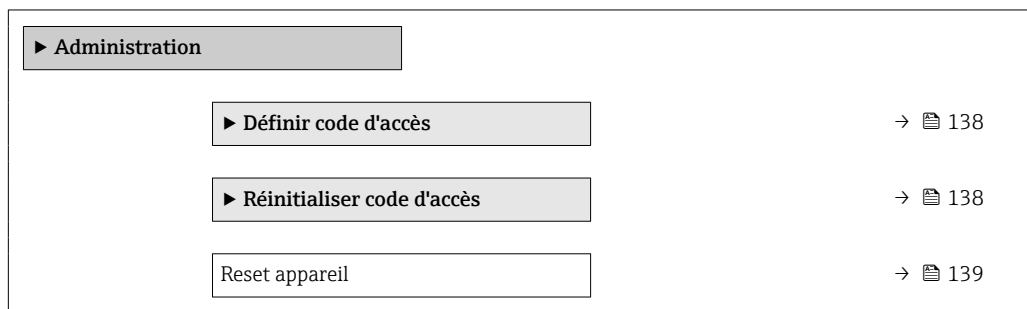 ▶ Administration
▶ Définir code d'accès → 138
▶ Réinitialiser code d'accès → 138
Reset appareil → 139